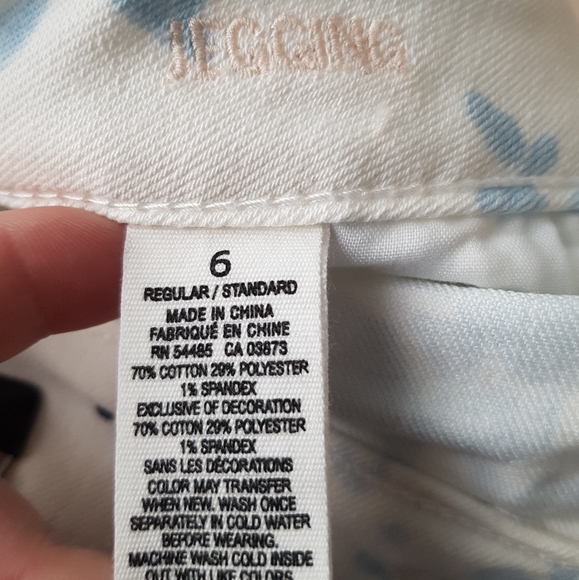 JEGGING
6
REGULAR / STANDARD
MADE IN CHINA
FABRIQUÉ EN CHINE
RN 54485 CA 03873
70% COTTON 29% POLYESTER
1% SPANDEX
EXCLUSIVE OF DECORATION
70% COTTON 29% POLYESTER
1% SPANDEX
SANS LES DÉCORATIONS
COLOR MAY TRANSFER
WHEN NEW. WASH ONCE
SEPARATELY IN COLD WATER
BEFORE WEARING.
MACHINE WASH COLD INSIDE
OUT WITH LIKE COLORS